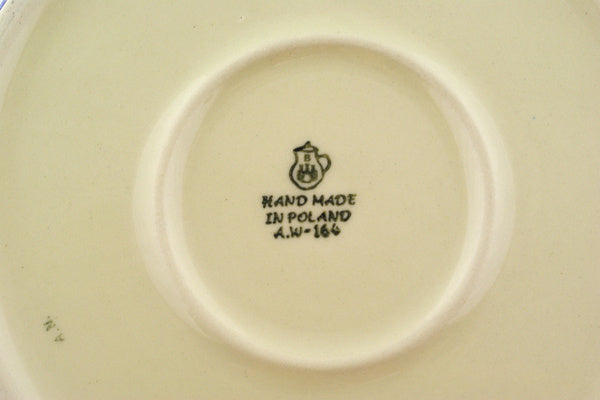 B
HAND MADE
IN POLAND
A.W-164